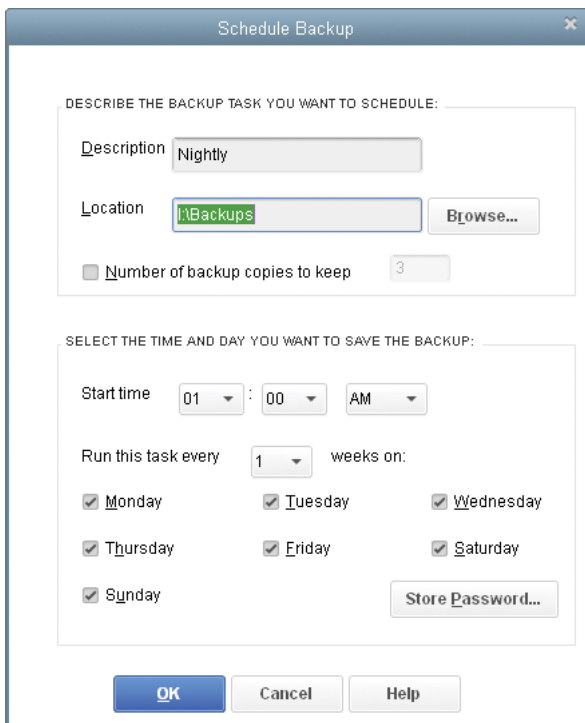 Schedule Backup
DESCRIBE THE BACKUP TASK YOU WANT TO SCHEDULE:
Description Nightly
Location I:\Backups Browse...
Number of backup copies to keep 3
SELECT THE TIME AND DAY YOU WANT TO SAVE THE BACKUP:
Start time 01 : 00 AM
Run this task every 1 weeks on:
Monday Tuesday Wednesday
Thursday Friday Saturday
Sunday Store Password...
OK Cancel Help